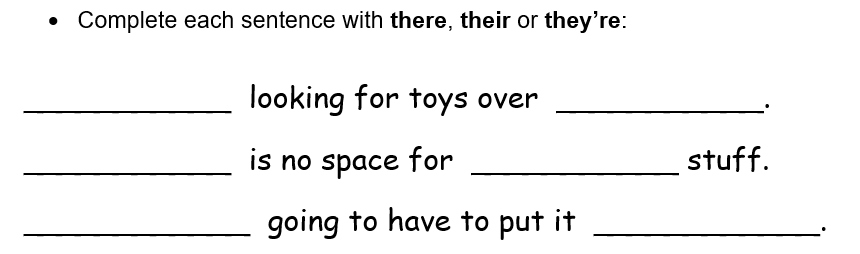 • Complete each sentence with there, their or they’re:
____________ looking for toys over ____________.
____________ is no space for ____________ stuff.
_____________ going to have to put it _____________.